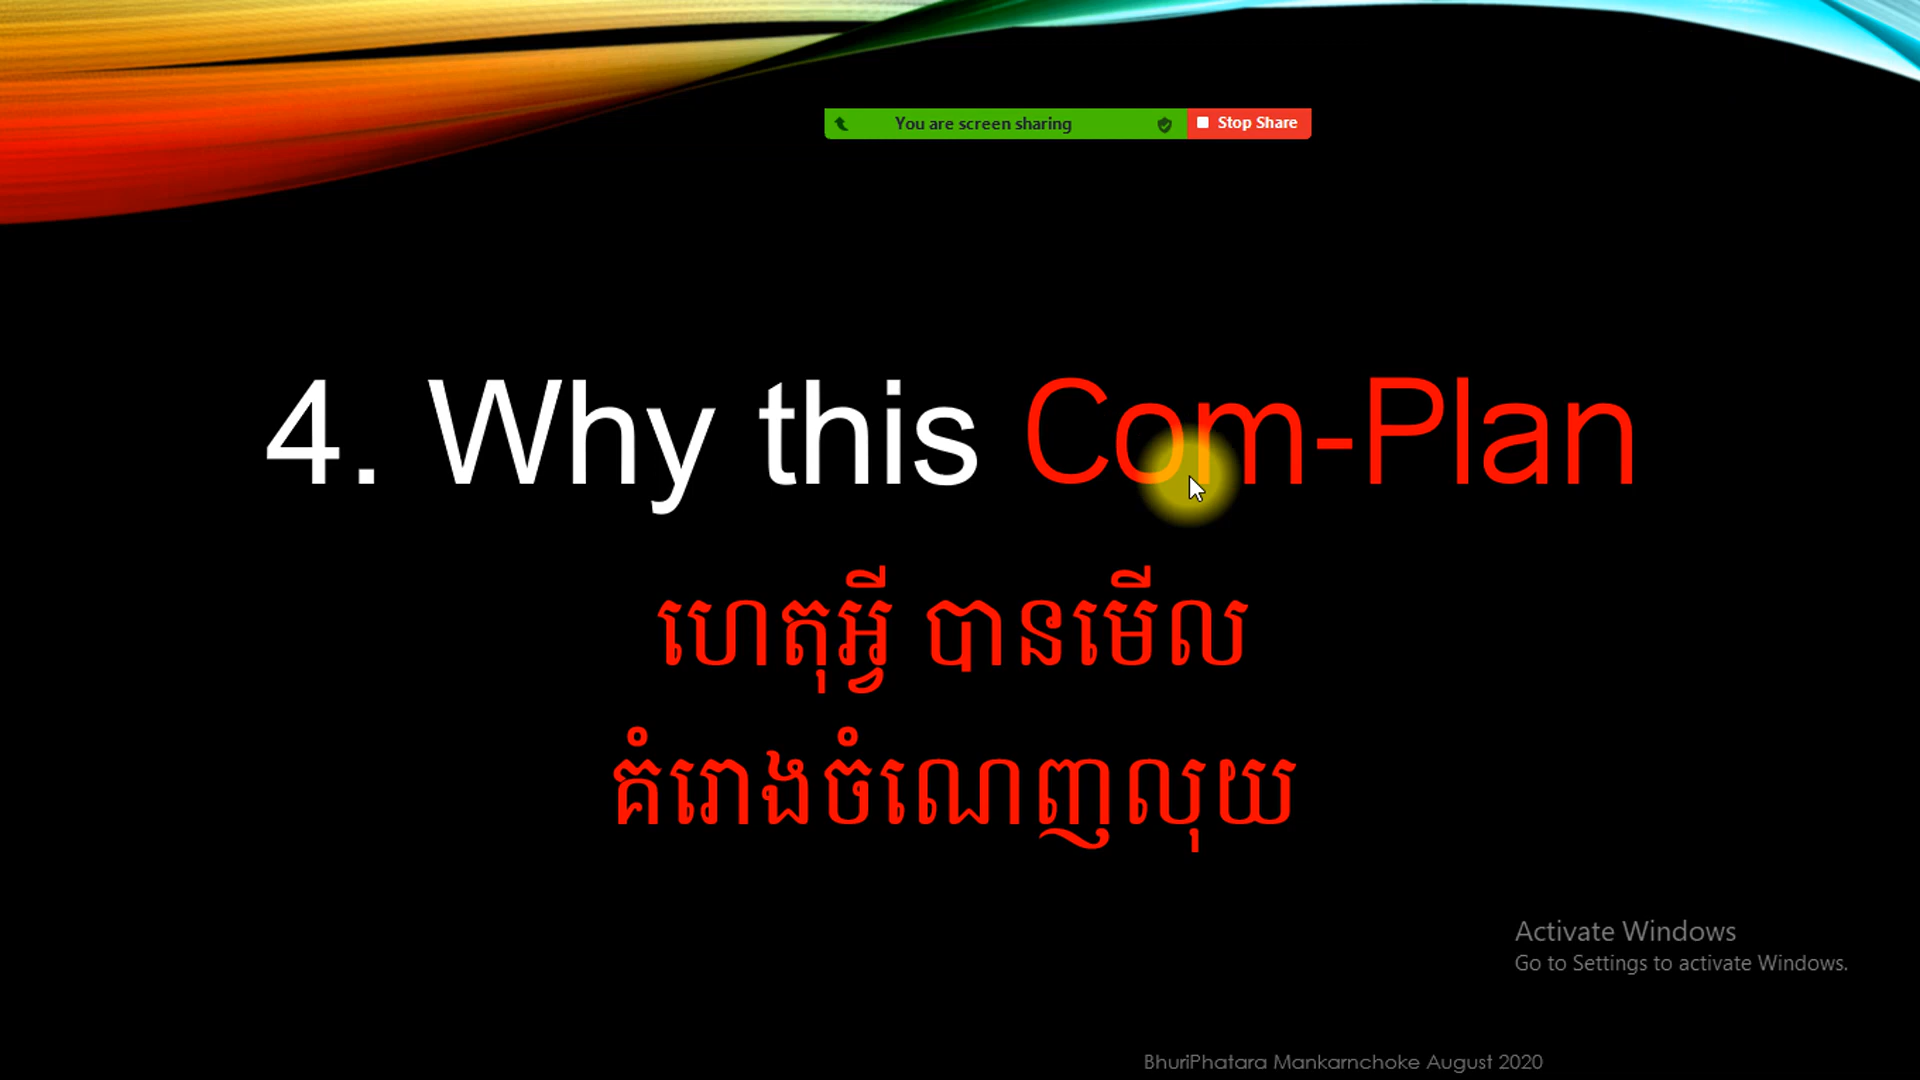 You are screen sharing
Stop Share
4. Why this Com-Plan
ហេតុអ្វី បានមើល
គំរោងចំណេញលុយ
Activate Windows
Go to Settings to activate Windows.
BhuriPhatara Mankarnchoke August 2020